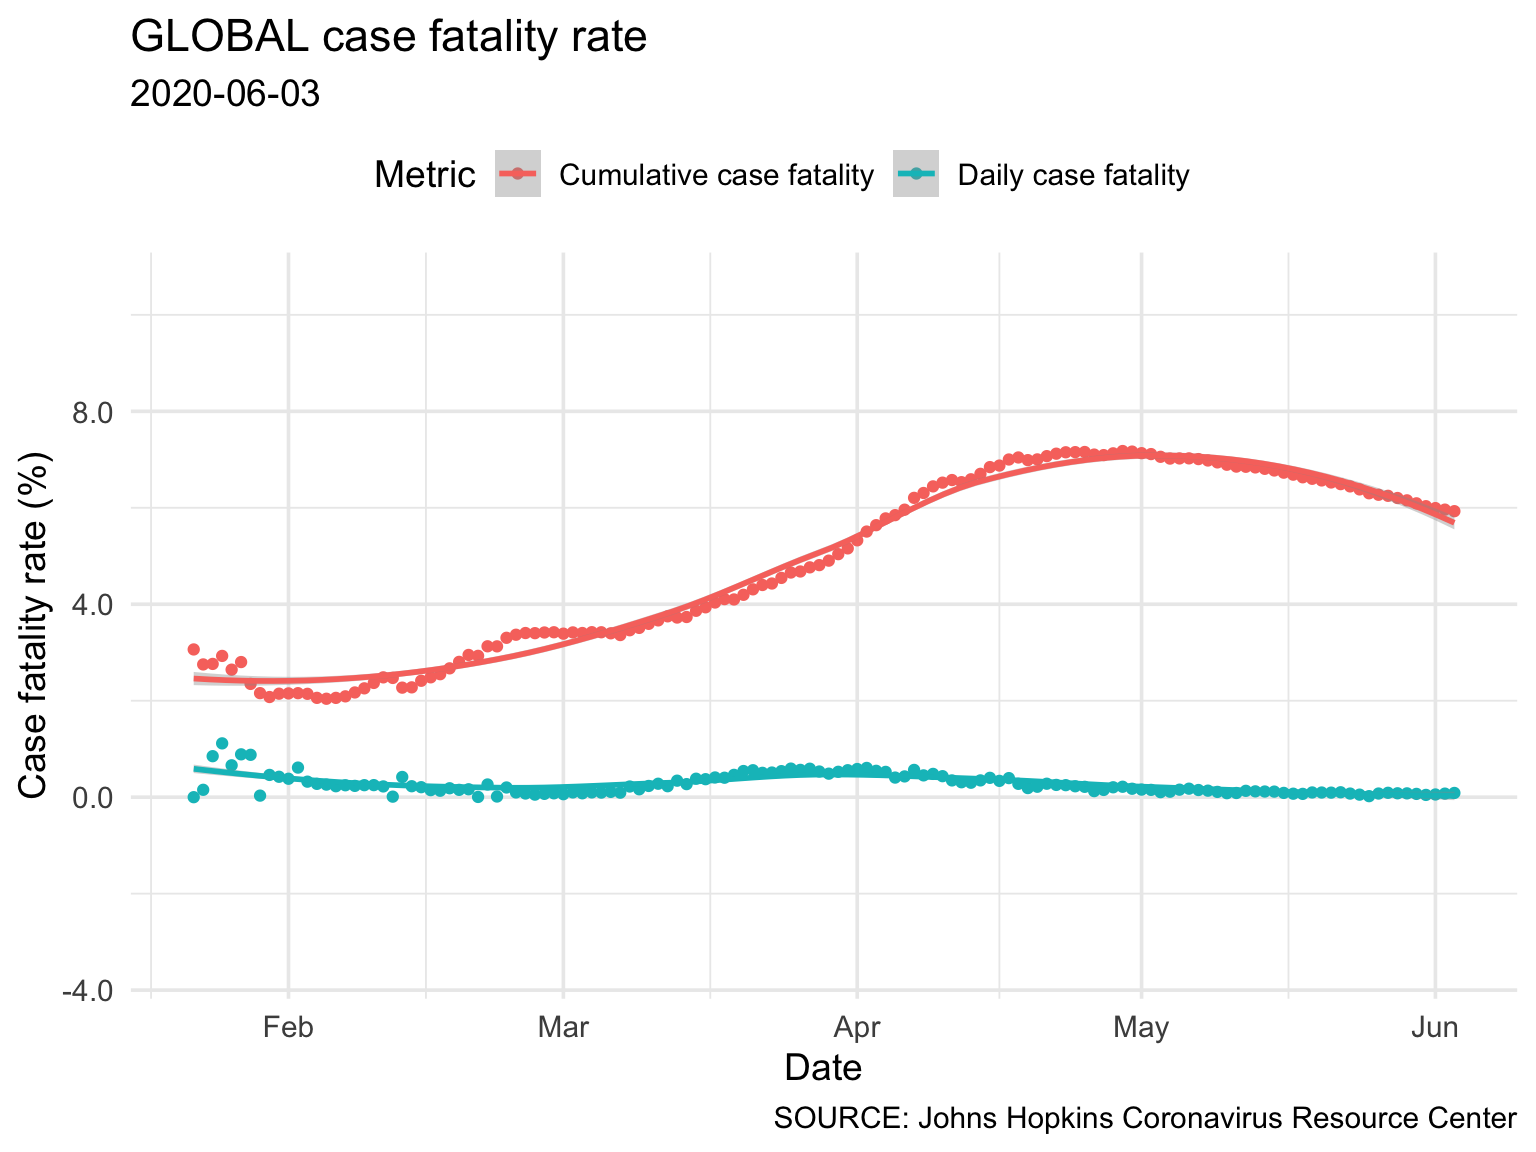 GLOBAL case fatality rate
2020-06-03
Metric Cumulative case fatality Daily case fatality
Case fatality rate (%)
8.0
4.0
0.0
-4.0
Feb Mar Apr May Jun
Date
SOURCE: Johns Hopkins Coronavirus Resource Center